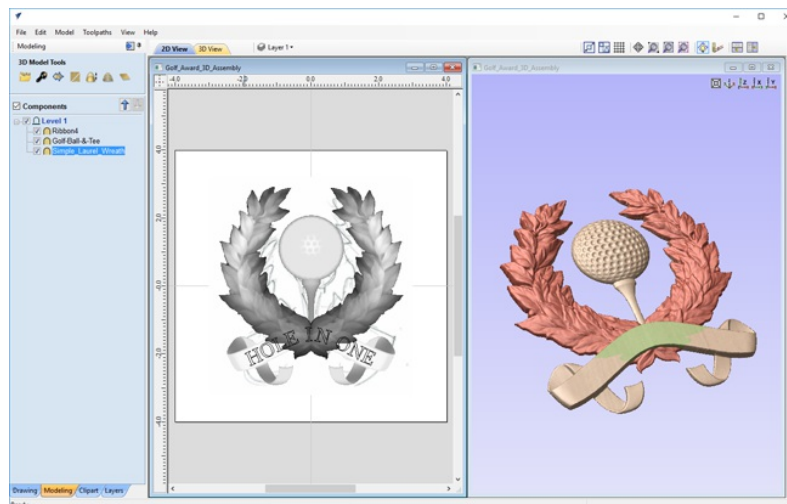 File Edit Model Toolpaths View Help
Modeling
2D View 3D View Layer 1
3D Model Tools
Golf_Award_3D_Assembly
Golf_Award_3D_Assembly
Components
Level 1
Ribbon4
Golf-Ball-&-Tee
Simple_Laurel_Wreath
HOLE IN ONE
Drawing Modeling Clipart Layers